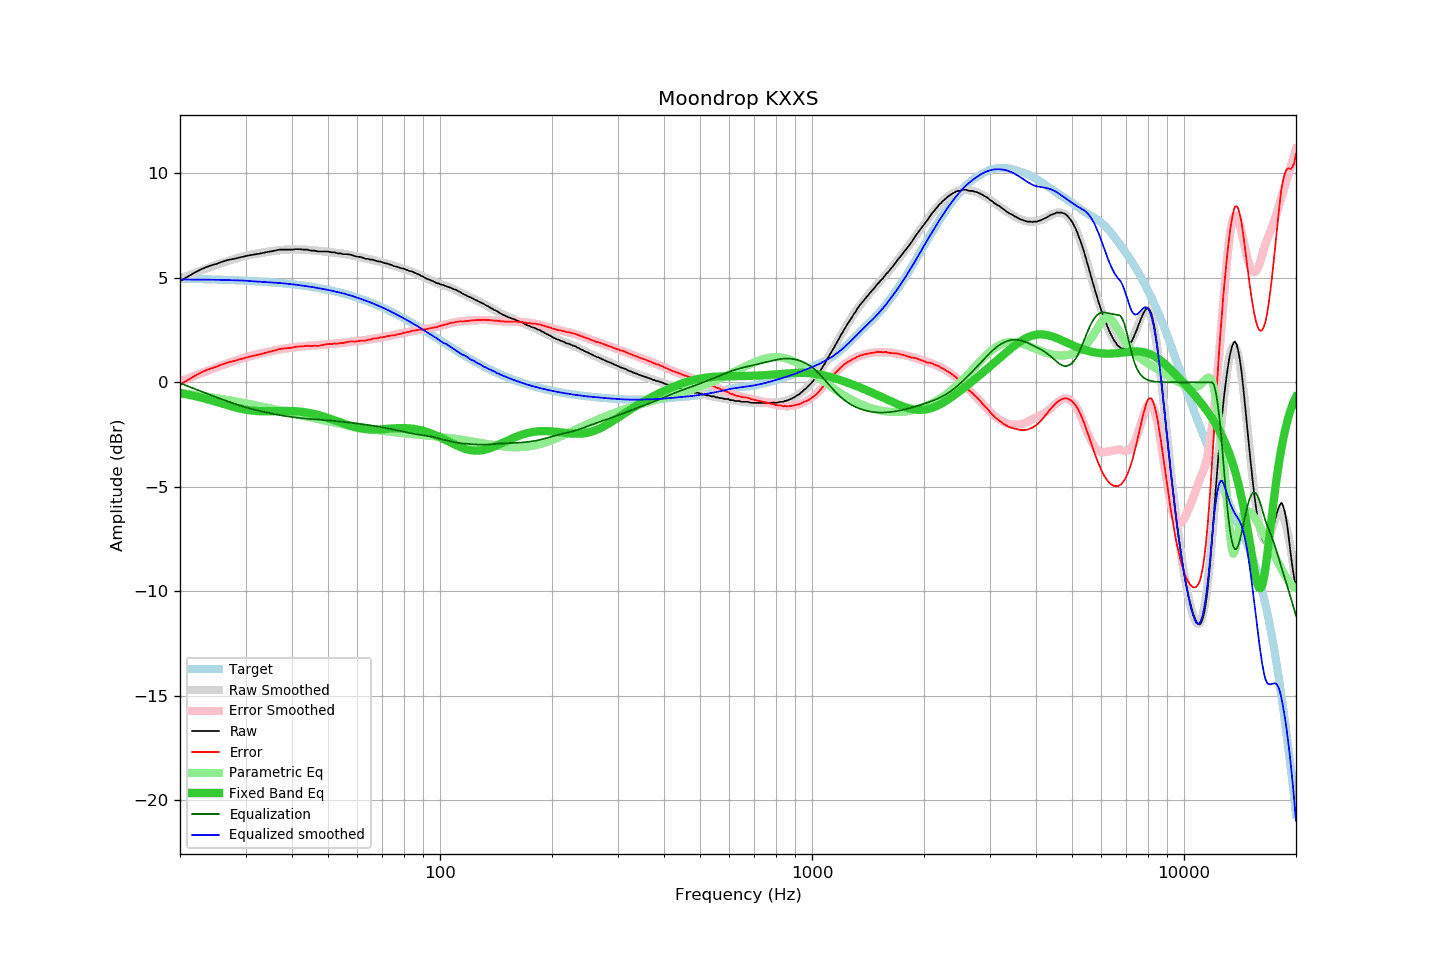 Moondrop KXXS
Amplitude (dBr)
10
5
0
−5
−10
−15
−20
Target
Raw Smoothed
Error Smoothed
Raw
Error
Parametric Eq
Fixed Band Eq
Equalization
Equalized smoothed
100
1000
10000
Frequency (Hz)